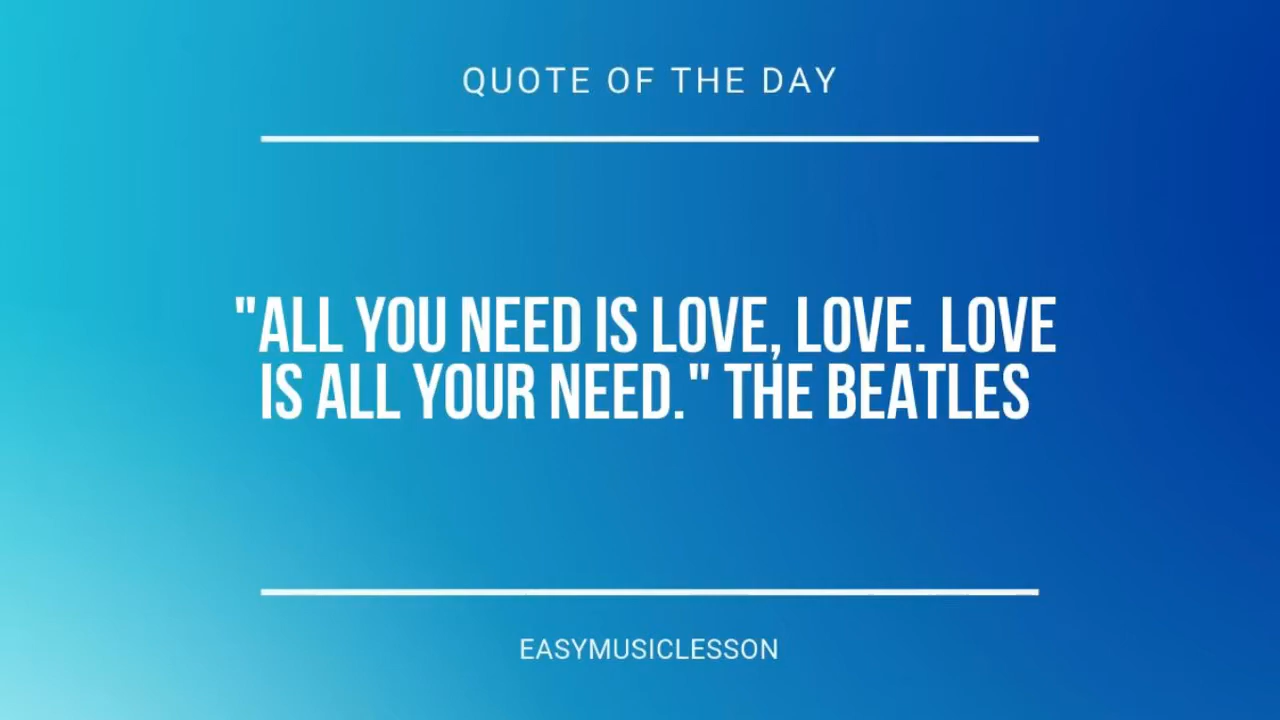 QUOTE OF THE DAY
"ALL YOU NEED IS LOVE, LOVE. LOVE
IS ALL YOUR NEED." THE BEATLES
EASYMUSICLESSON